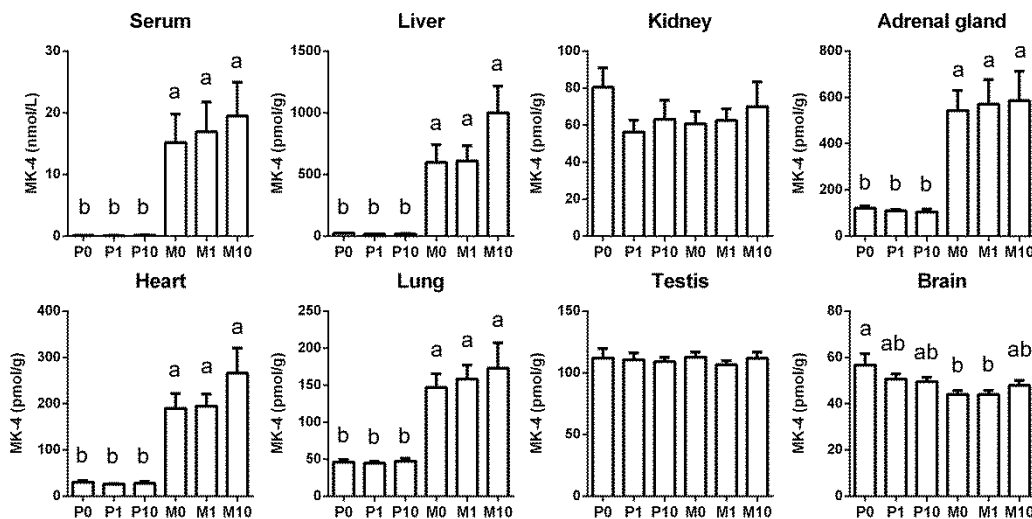 Serum
MK-4 (nmol/L)
30
20
10
0
b b b a a a
P0 P1 P10 M0 M1 M10
Liver
MK-4 (pmol/g)
1500
1000
500
0
b b b a a a
P0 P1 P10 M0 M1 M10
Kidney
MK-4 (pmol/g)
100
80
60
40
20
0
P0 P1 P10 M0 M1 M10
Adrenal gland
MK-4 (pmol/g)
800
600
400
200
0
b b b a a a
P0 P1 P10 M0 M1 M10
Heart
MK-4 (pmol/g)
400
300
200
100
0
b b b a a a
P0 P1 P10 M0 M1 M10
Lung
MK-4 (pmol/g)
250
200
150
100
50
0
b b b a a a
P0 P1 P10 M0 M1 M10
Testis
MK-4 (pmol/g)
150
100
50
0
P0 P1 P10 M0 M1 M10
Brain
MK-4 (pmol/g)
80
60
40
20
0
a ab ab b b ab
P0 P1 P10 M0 M1 M10